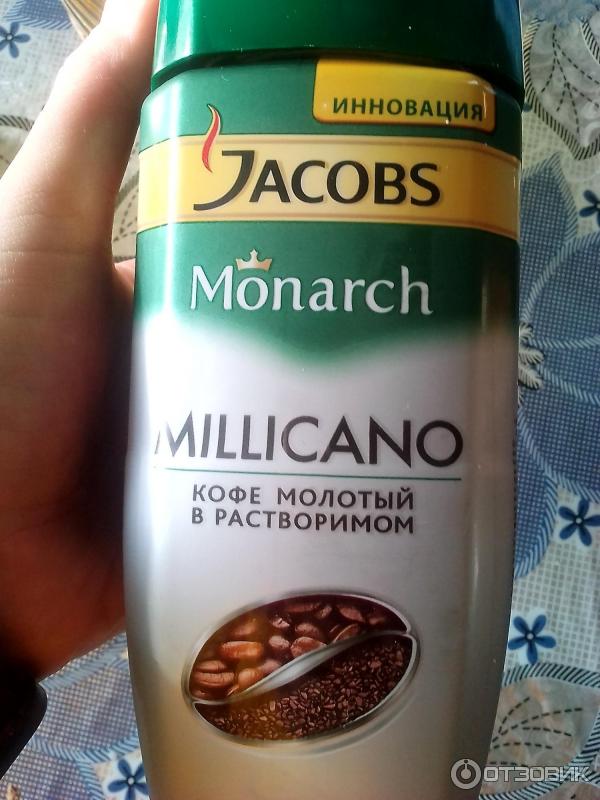 ИННОВАЦИЯ
JACOBS
Monarch
MILLICANO
КОФЕ МОЛОТЫЙ
В РАСТВОРИМОМ
ОТЗОВИК